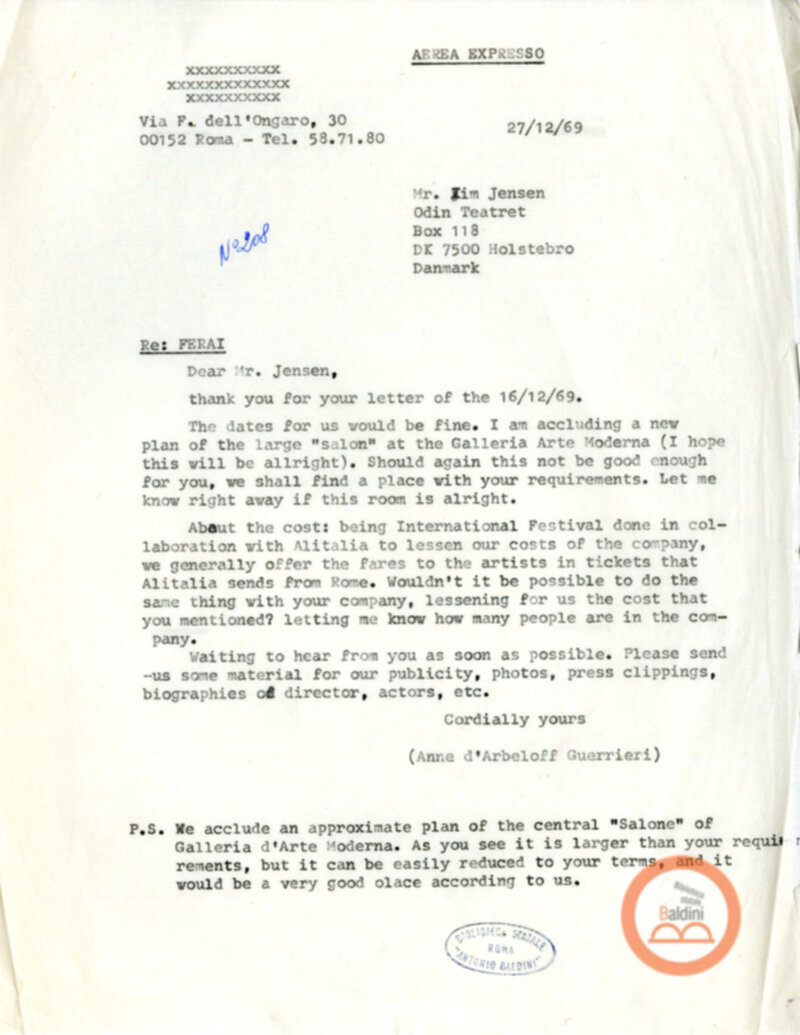 AEREA EXPRESSO
XXXXXXXXXX
XXXXXXXXXXXXX
XXXXXXXXXX
Via F. dell'Ongaro, 30
00152 Roma - Tel. 58.71.80
27/12/69
Mr. Jim Jensen
Odin Teatret
Box 118
DK 7500 Holstebro
Danmark
Nº 208
Re: FERAI
Dear Mr. Jensen,
thank you for your letter of the 16/12/69.
The dates for us would be fine. I am accluding a new
plan of the large "salon" at the Galleria Arte Moderna (I hope
this will be allright). Should again this not be good enough
for you, we shall find a place with your requirements. Let me
know right away if this room is alright.
About the cost: being International Festival done in col-
laboration with Alitalia to lessen our costs of the company,
we generally offer the fares to the artists in tickets that
Alitalia sends from Rome. Wouldn't it be possible to do the
same thing with your company, lessening for us the cost that
you mentioned? letting me know how many people are in the com-
pany.
Waiting to hear from you as soon as possible. Please send
-us some material for our publicity, photos, press clippings,
biographies of director, actors, etc.
Cordially yours
(Anne d'Arbeloff Guerrieri)
P.S. We acclude an approximate plan of the central "Salone" of
Galleria d'Arte Moderna. As you see it is larger than your requi
rements, but it can be easily reduced to your terms, and it
would be a very good olace according to us.
Biblioteca
statale
Baldini
BIBLIOTECA STATALE
ROMA
"ANTONIO BALDINI"